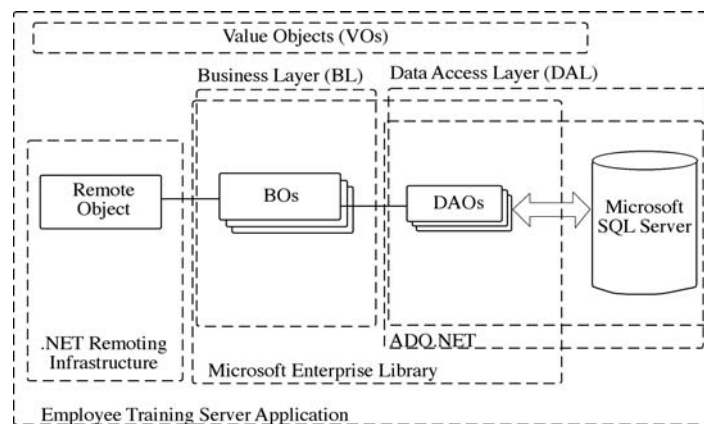 Value Objects (VOs)
Business Layer (BL)
Data Access Layer (DAL)
Remote
Object
BOs
DAOs
Microsoft
SQL Server
.NET Remoting
Infrastructure
ADO.NET
Microsoft Enterprise Library
Employee Training Server Application